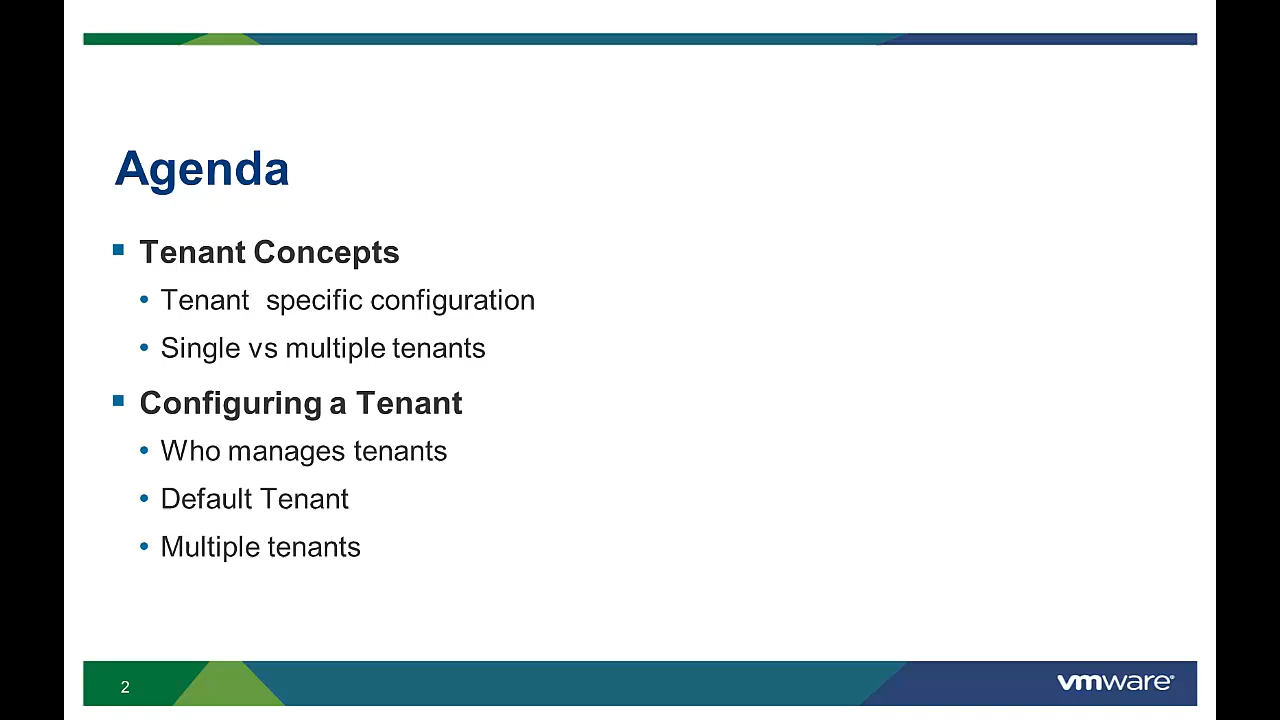 Agenda
▪ Tenant Concepts
• Tenant  specific configuration
• Single vs multiple tenants
▪ Configuring a Tenant
• Who manages tenants
• Default Tenant
• Multiple tenants
2
vmware®